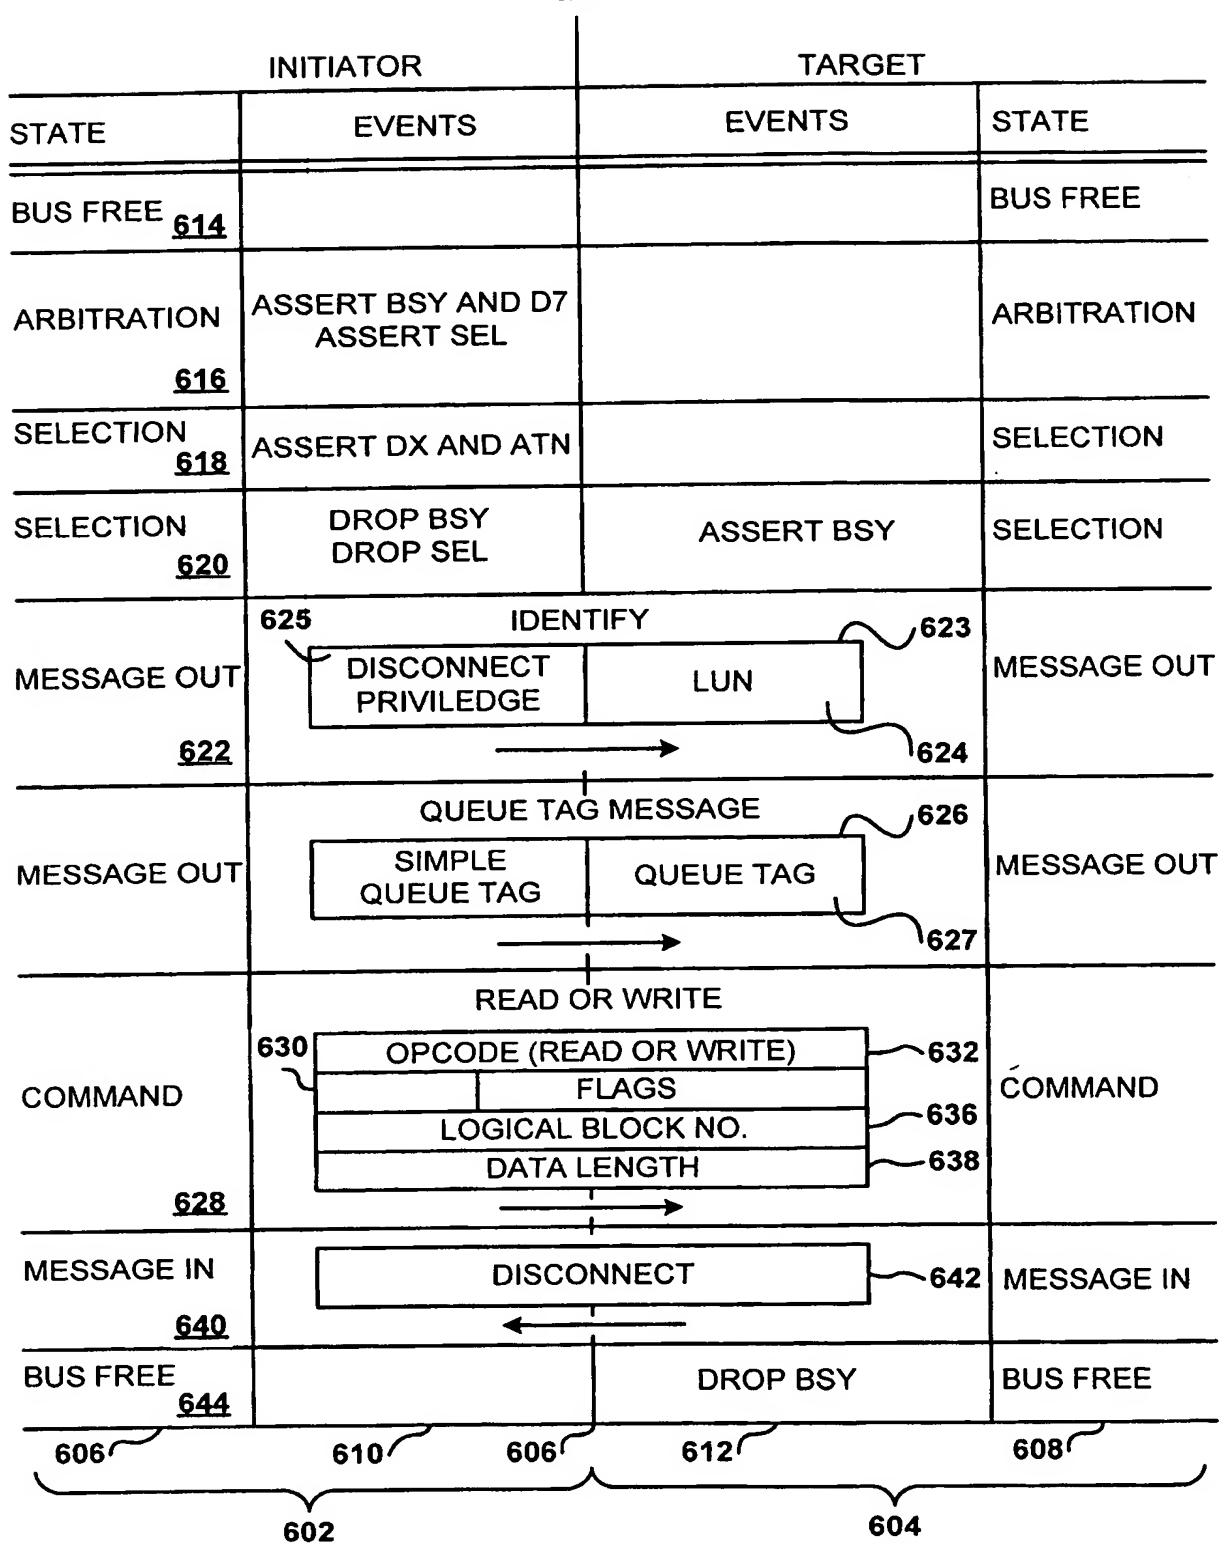 INITIATOR TARGET
STATE EVENTS EVENTS STATE
BUS FREE 614 BUS FREE
ARBITRATION ASSERT BSY AND D7 ARBITRATION
ASSERT SEL
616
SELECTION 618 ASSERT DX AND ATN SELECTION
SELECTION DROP BSY ASSERT BSY SELECTION
DROP SEL
620
625 IDENTIFY 623
MESSAGE OUT DISCONNECT LUN MESSAGE OUT
PRIVILEDGE
622 624
QUEUE TAG MESSAGE 626
MESSAGE OUT SIMPLE QUEUE TAG MESSAGE OUT
QUEUE TAG
627
READ OR WRITE
630 OPCODE (READ OR WRITE) 632
COMMAND FLAGS COMMAND
LOGICAL BLOCK NO. 636
DATA LENGTH 638
628
MESSAGE IN DISCONNECT 642 MESSAGE IN
640
BUS FREE DROP BSY BUS FREE
644
606 610 606 612 608
602 604